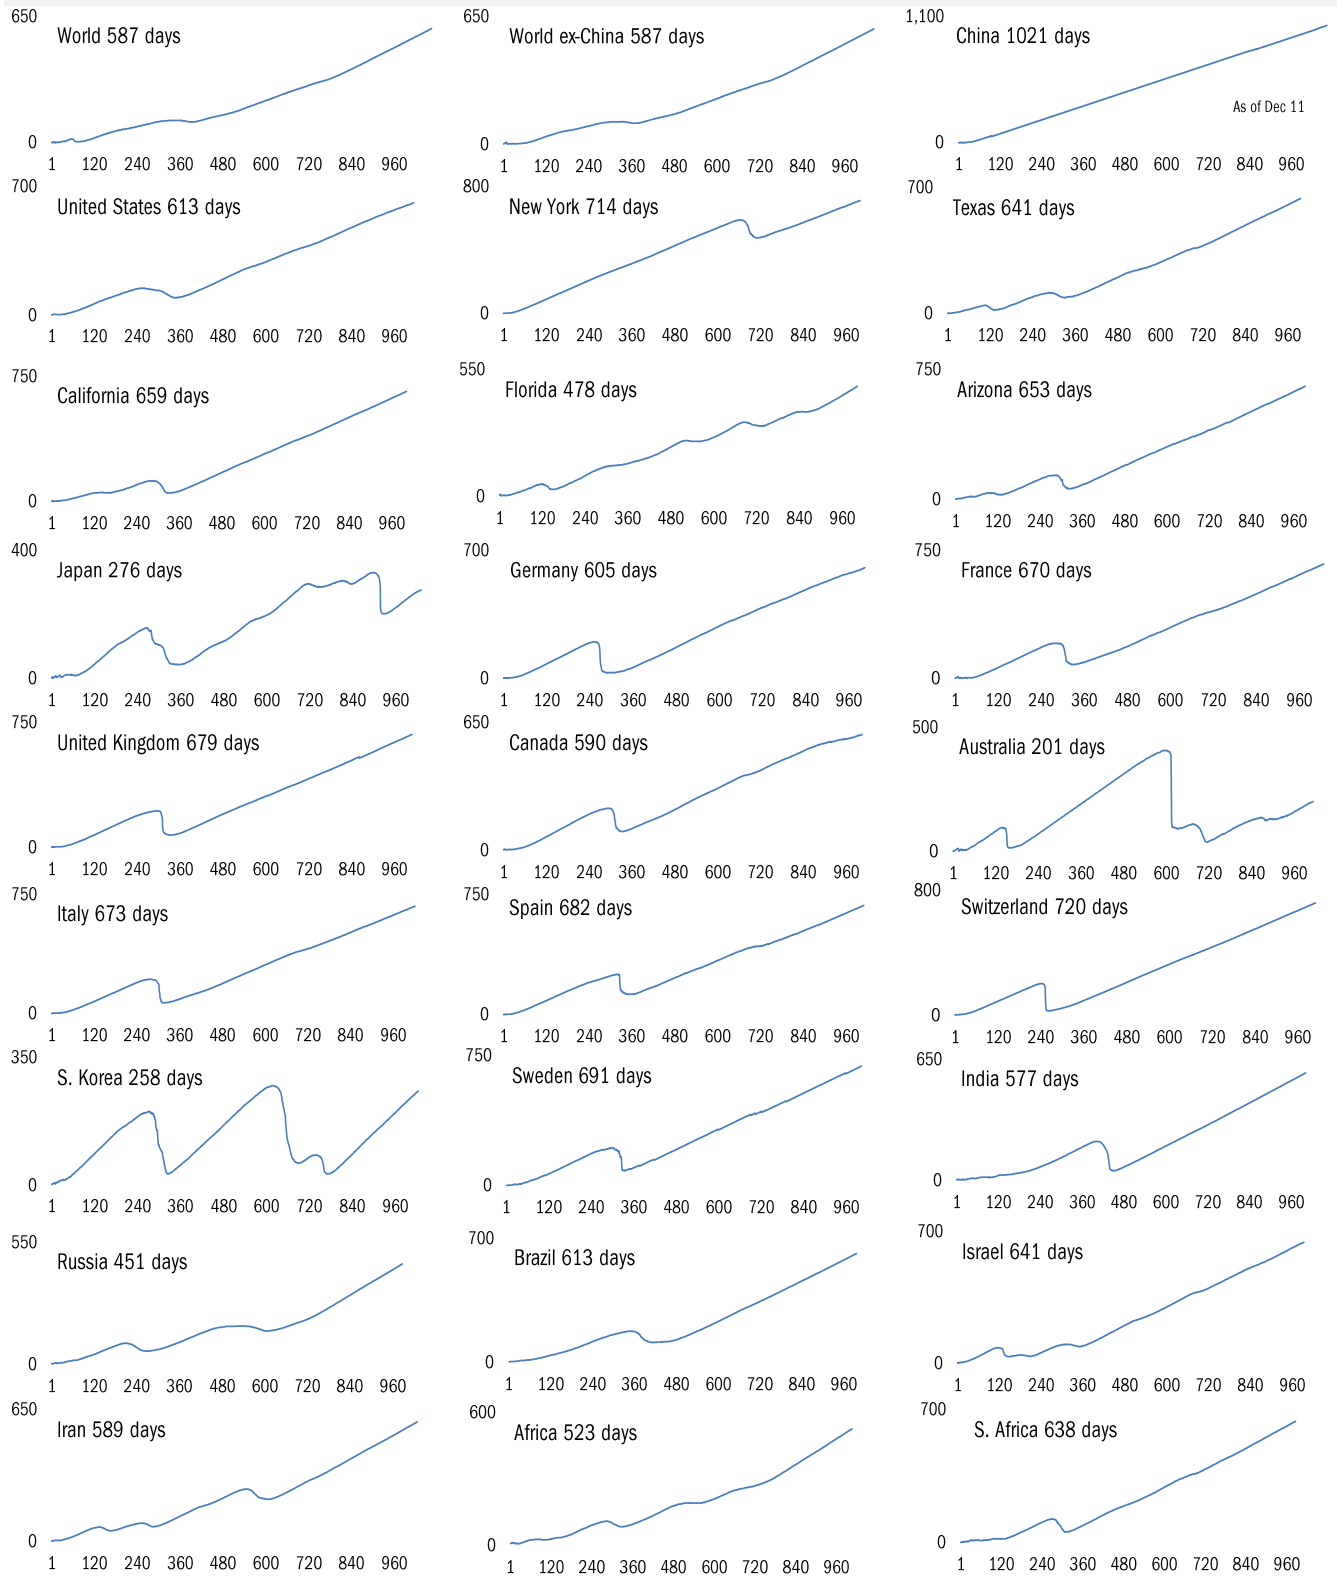 650 650 1,100
World 587 days World ex-China 587 days China 1021 days
As of Dec 11
0 0 0
1 120 240 360 480 600 720 840 960 1 120 240 360 480 600 720 840 960 1 120 240 360 480 600 720 840 960
700 800 700
United States 613 days New York 714 days Texas 641 days
0 0 0
1 120 240 360 480 600 720 840 960 1 120 240 360 480 600 720 840 960 1 120 240 360 480 600 720 840 960
750 550 750
California 659 days Florida 478 days Arizona 653 days
0 0 0
1 120 240 360 480 600 720 840 960 1 120 240 360 480 600 720 840 960 1 120 240 360 480 600 720 840 960
400 700 750
Japan 276 days Germany 605 days France 670 days
0 0 0
1 120 240 360 480 600 720 840 960 1 120 240 360 480 600 720 840 960 1 120 240 360 480 600 720 840 960
750 650 500
United Kingdom 679 days Canada 590 days Australia 201 days
0 0 0
1 120 240 360 480 600 720 840 960 1 120 240 360 480 600 720 840 960 1 120 240 360 480 600 720 840 960
750 750 800
Italy 673 days Spain 682 days Switzerland 720 days
0 0 0
1 120 240 360 480 600 720 840 960 1 120 240 360 480 600 720 840 960 1 120 240 360 480 600 720 840 960
350 750 650
S. Korea 258 days Sweden 691 days India 577 days
0 0 0
1 120 240 360 480 600 720 840 960 1 120 240 360 480 600 720 840 960 1 120 240 360 480 600 720 840 960
550 700 700
Russia 451 days Brazil 613 days Israel 641 days
0 0 0
1 120 240 360 480 600 720 840 960 1 120 240 360 480 600 720 840 960 1 120 240 360 480 600 720 840 960
650 600 700
Iran 589 days Africa 523 days S. Africa 638 days
0 0 0
1 120 240 360 480 600 720 840 960 1 120 240 360 480 600 720 840 960 1 120 240 360 480 600 720 840 960